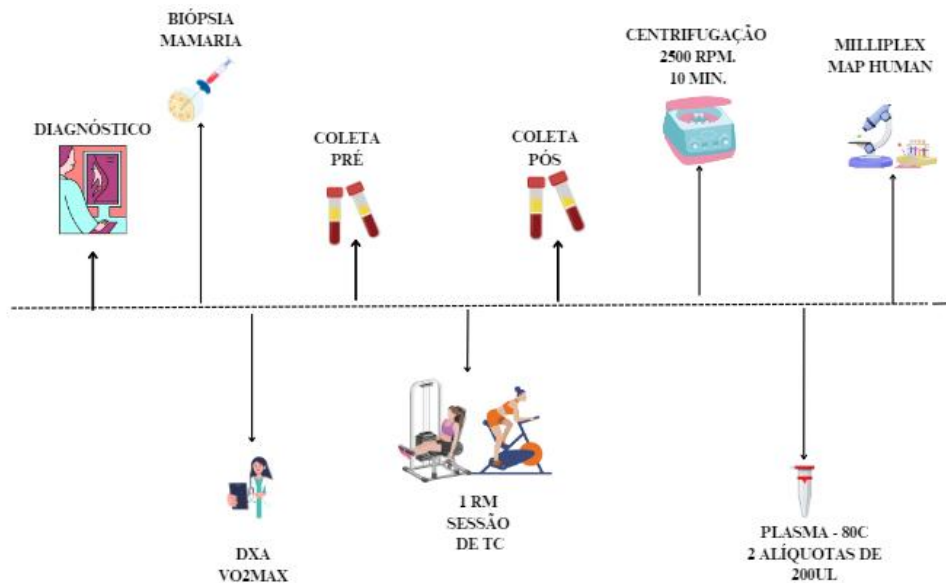 DIAGNÓSTICO
BIÓPSIA
MAMARIA
DXA
VO2MAX
COLETA
PRÉ
1 RM
SESSÃO
DE TC
COLETA
PÓS
CENTRIFUGAÇÃO
2500 RPM.
10 MIN.
PLASMA - 80C
2 ALÍQUOTAS DE
200UL
MILLIPLEX
MAP HUMAN